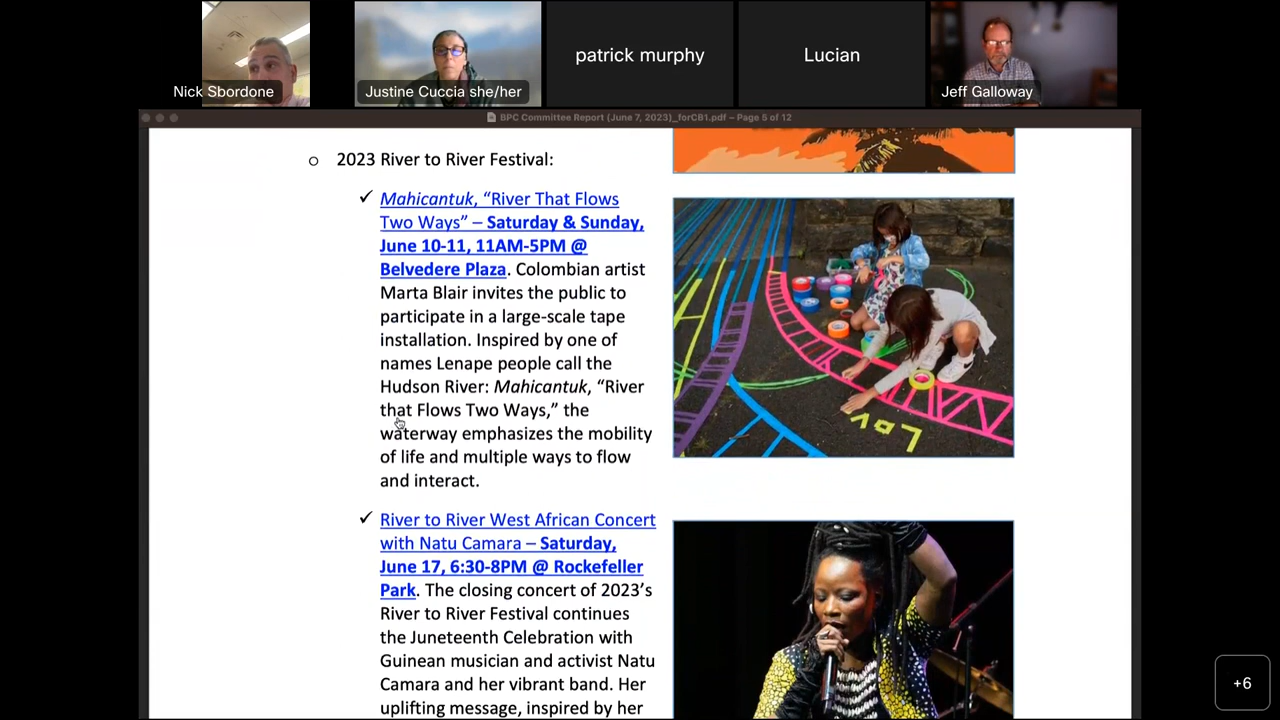 Nick Sbordone
Justine Cuccia she/her
patrick murphy
Lucian
Jeff Galloway
BPC Committee Report (June 7, 2023)_forCB1.pdf – Page 5 of 12
o 2023 River to River Festival:
✓ Mahicantuk, “River That Flows
Two Ways” – Saturday & Sunday,
June 10-11, 11AM-5PM @
Belvedere Plaza. Colombian artist
Marta Blair invites the public to
participate in a large-scale tape
installation. Inspired by one of
names Lenape people call the
Hudson River: Mahicantuk, “River
that Flows Two Ways,” the
waterway emphasizes the mobility
of life and multiple ways to flow
and interact.
Lov
✓ River to River West African Concert
with Natu Camara – Saturday,
June 17, 6:30-8PM @ Rockefeller
Park. The closing concert of 2023’s
River to River Festival continues
the Juneteenth Celebration with
Guinean musician and activist Natu
Camara and her vibrant band. Her
uplifting message, inspired by her
+6